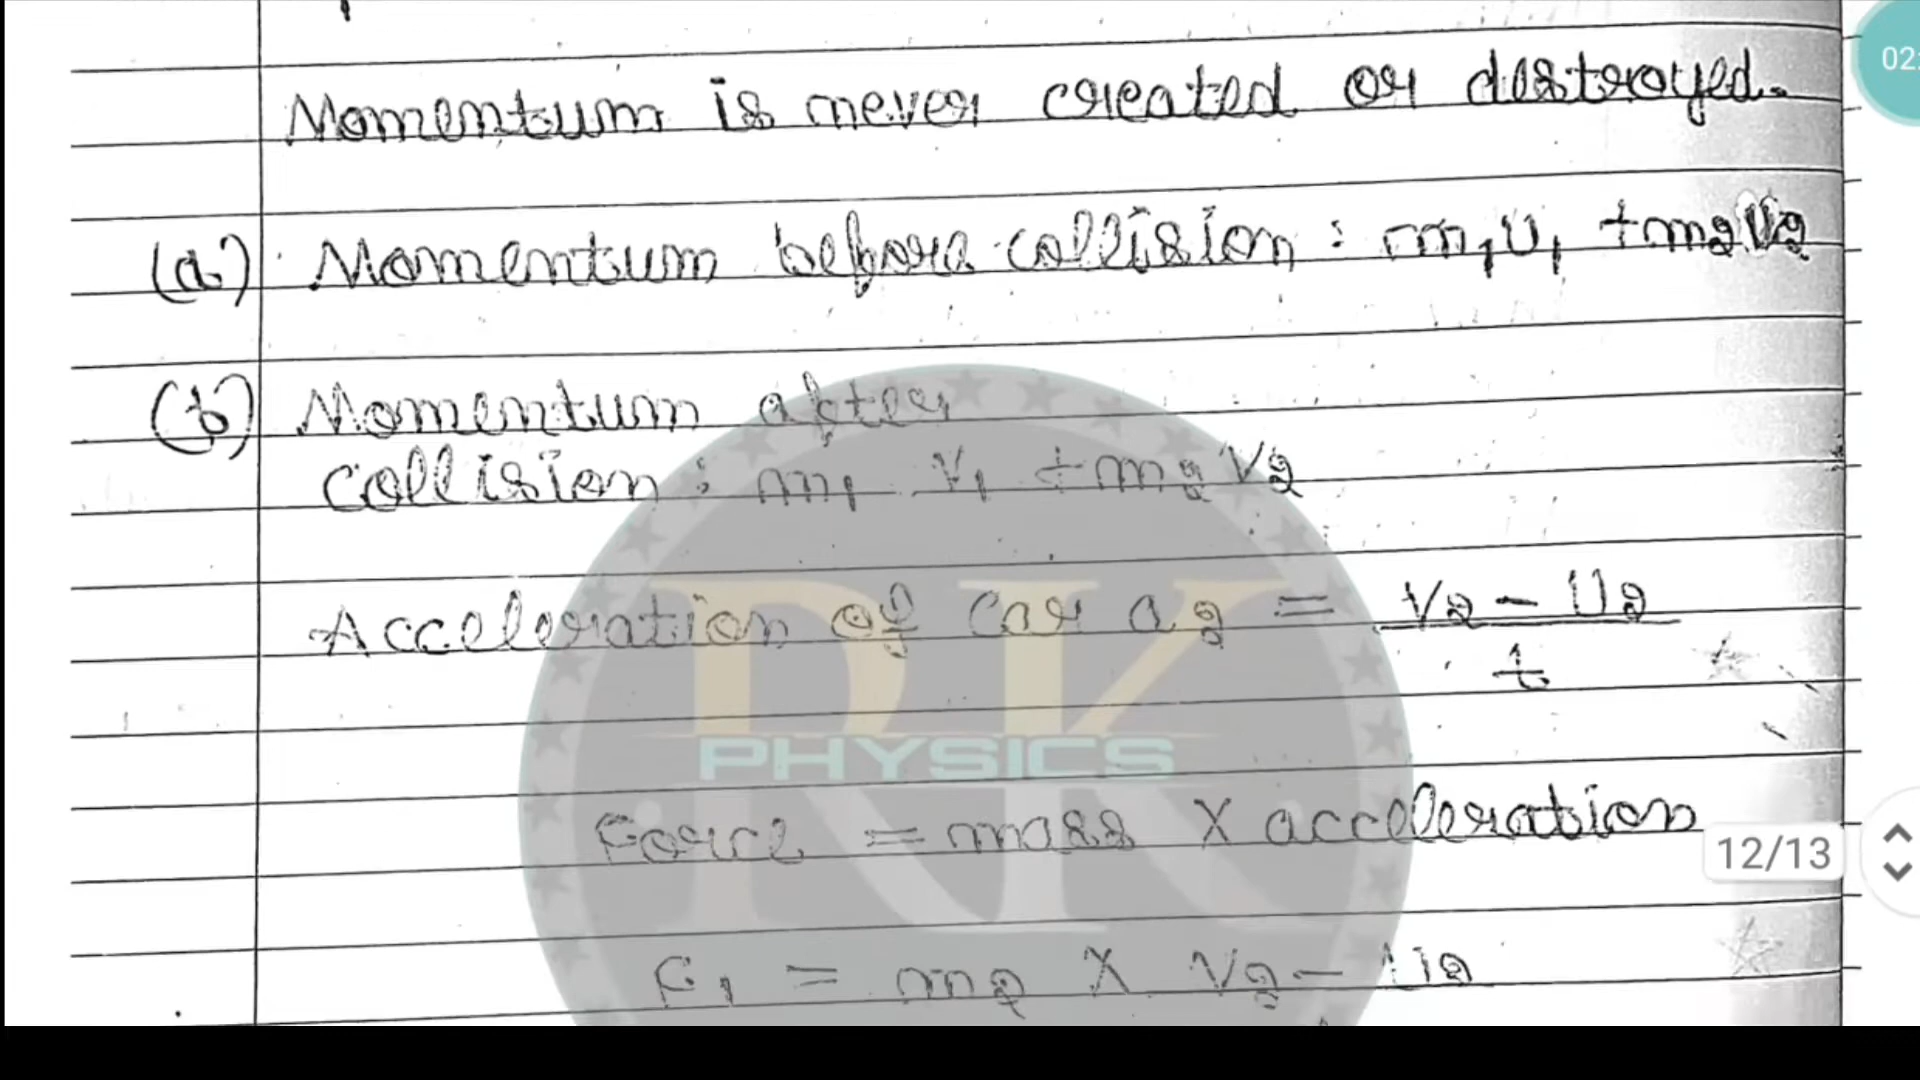 02:
Momentum is never created or destroyed.
(a) Momentum before collision : m₁u₁ + m₂u₂
(b) Momentum after
collision : m₁ v₁ + m₂ v₂
Acceleration of car a₂ = v₂ - u₂
t
PHYSICS
Force = mass X acceleration
12/13
F₁ = m₂ X v₂ - u₂